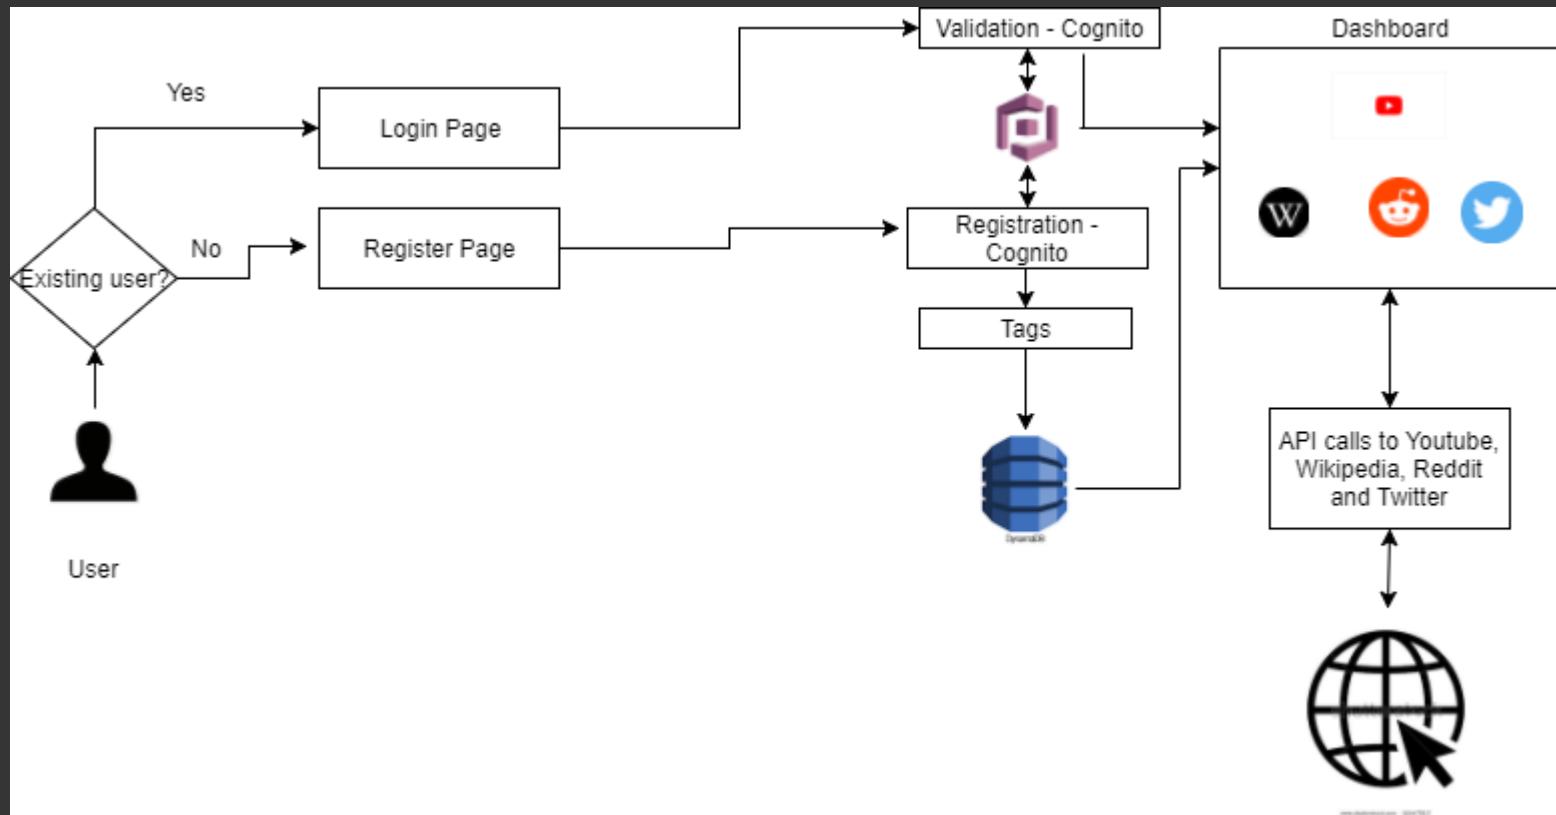 Validation - Cognito
Dashboard
Yes
Login Page
No
Register Page
Registration -
Cognito
Existing user?
Tags
W
API calls to Youtube,
Wikipedia, Reddit
and Twitter
DynamoDB
User